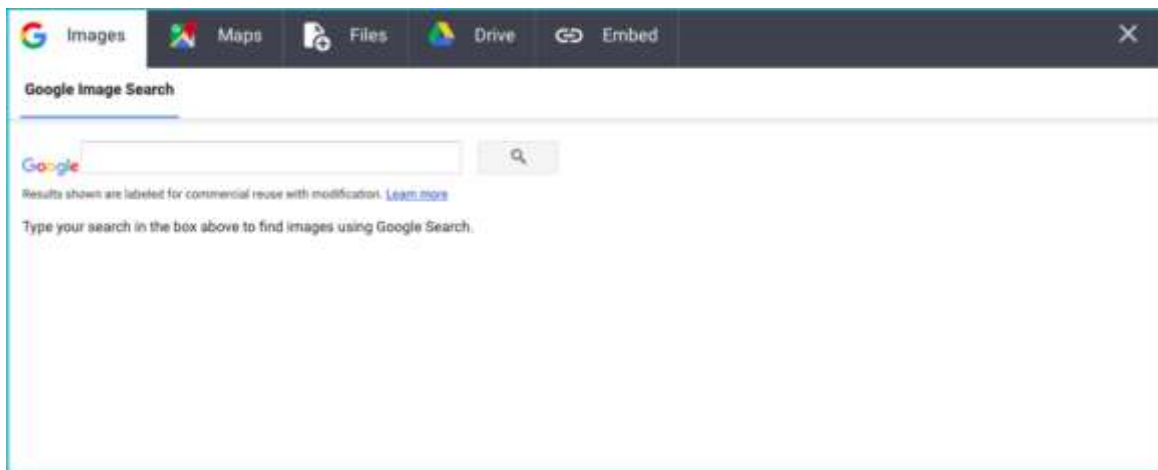 Images Maps Files Drive Embed
Google Image Search
Google
Results shown are labeled for commercial reuse with modification. Learn more
Type your search in the box above to find images using Google Search.